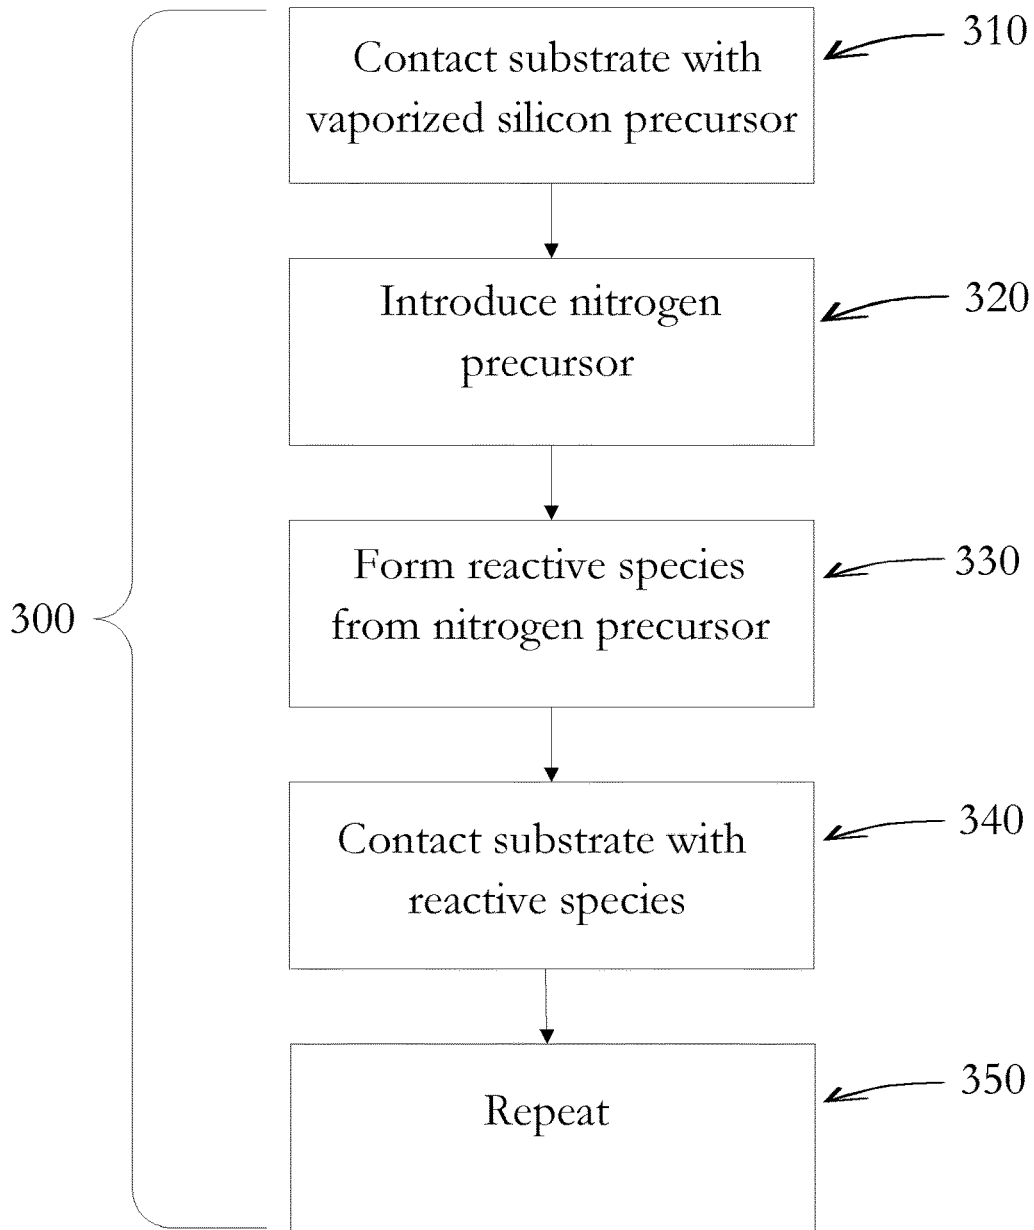 Contact substrate with
vaporized silicon precursor
310
Introduce nitrogen
precursor
320
Form reactive species
from nitrogen precursor
330
300
Contact substrate with
reactive species
340
Repeat
350